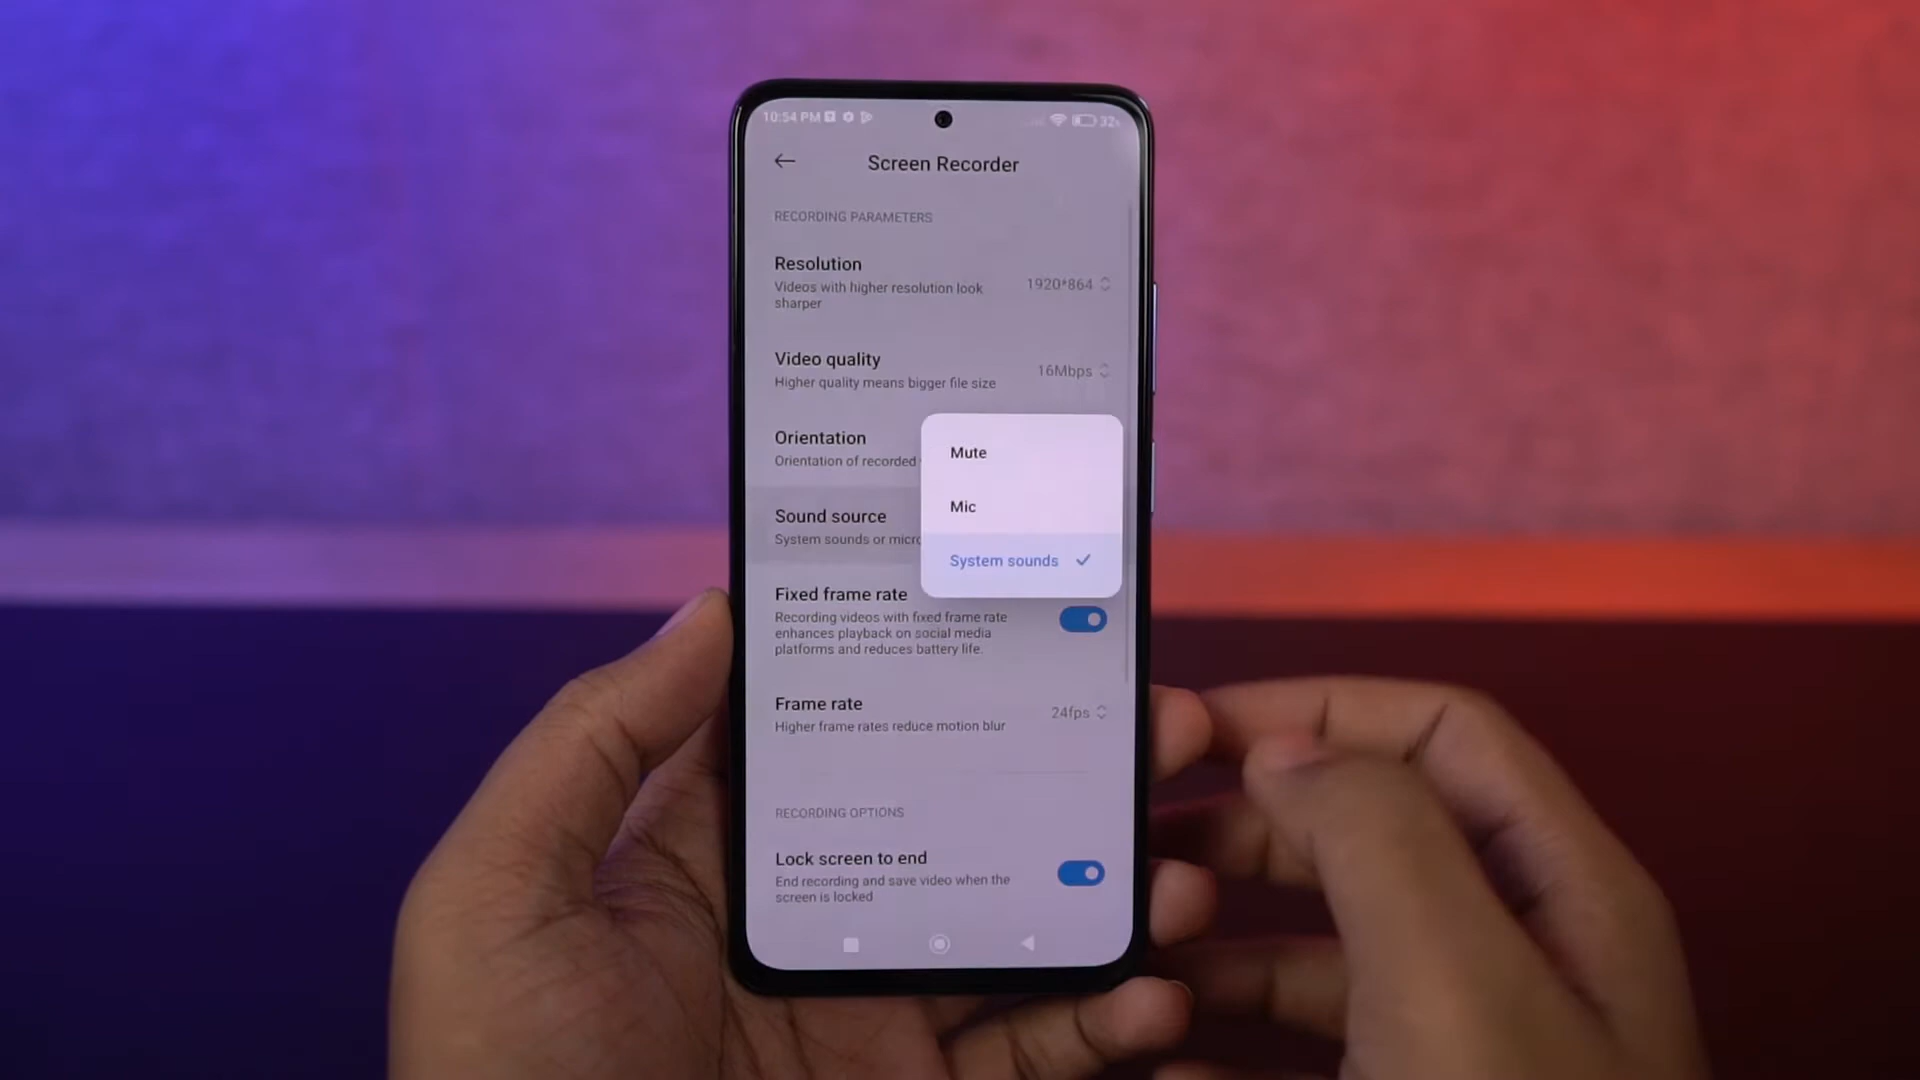 10:54 PM
32
Screen Recorder
RECORDING PARAMETERS
Resolution
Videos with higher resolution look
sharper
1920*864
Video quality
Higher quality means bigger file size
16Mbps
Orientation
Orientation of recorded
Mute
Mic
System sounds
Sound source
System sounds or micro
Fixed frame rate
Recording videos with fixed frame rate
enhances playback on social media
platforms and reduces battery life.
Frame rate
Higher frame rates reduce motion blur
24fps
RECORDING OPTIONS
Lock screen to end
End recording and save video when the
screen is locked